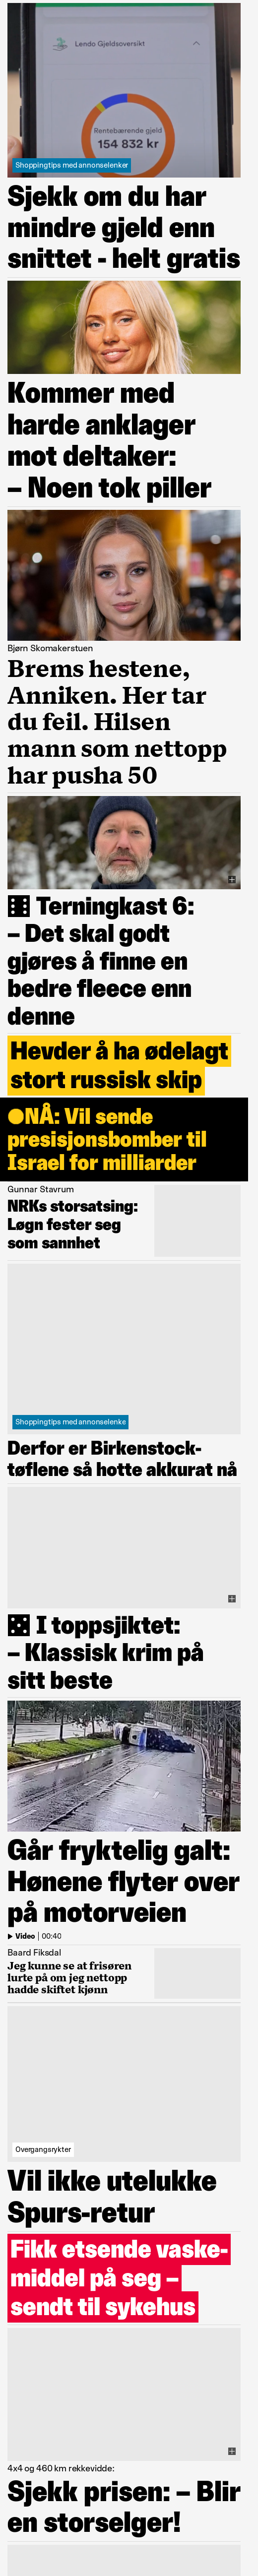 Lendo Gjeldsoversikt
Rentebærende gjeld
154 832 kr
Shoppingtips med annonselenker
Sjekk om du har
mindre gjeld enn
snittet - helt gratis
Kommer med
harde anklager
mot deltaker:
– Noen tok piller
Bjørn Skomakerstuen
Brems hestene,
Anniken. Her tar
du feil. Hilsen
mann som nettopp
har pusha 50
Terningkast 6:
– Det skal godt
gjøres å finne en
bedre fleece enn
denne
Hevder å ha ødelagt
stort russisk skip
NÅ: Vil sende
presisjonsbomber til
Israel for milliarder
Gunnar Stavrum
NRKs storsatsing:
Løgn fester seg
som sannhet
Shoppingtips med annonselenke
Derfor er Birkenstock-
tøflene så hotte akkurat nå
I toppsjiktet:
– Klassisk krim på
sitt beste
Går fryktelig galt:
Hønene flyter over
på motorveien
Video | 00:40
Baard Fiksdal
Jeg kunne se at frisøren
lurte på om jeg nettopp
hadde skiftet kjønn
Overgangsrykter
Vil ikke utelukke
Spurs-retur
Fikk etsende vaske-
middel på seg –
sendt til sykehus
4x4 og 460 km rekkevidde:
Sjekk prisen: – Blir
en storselger!